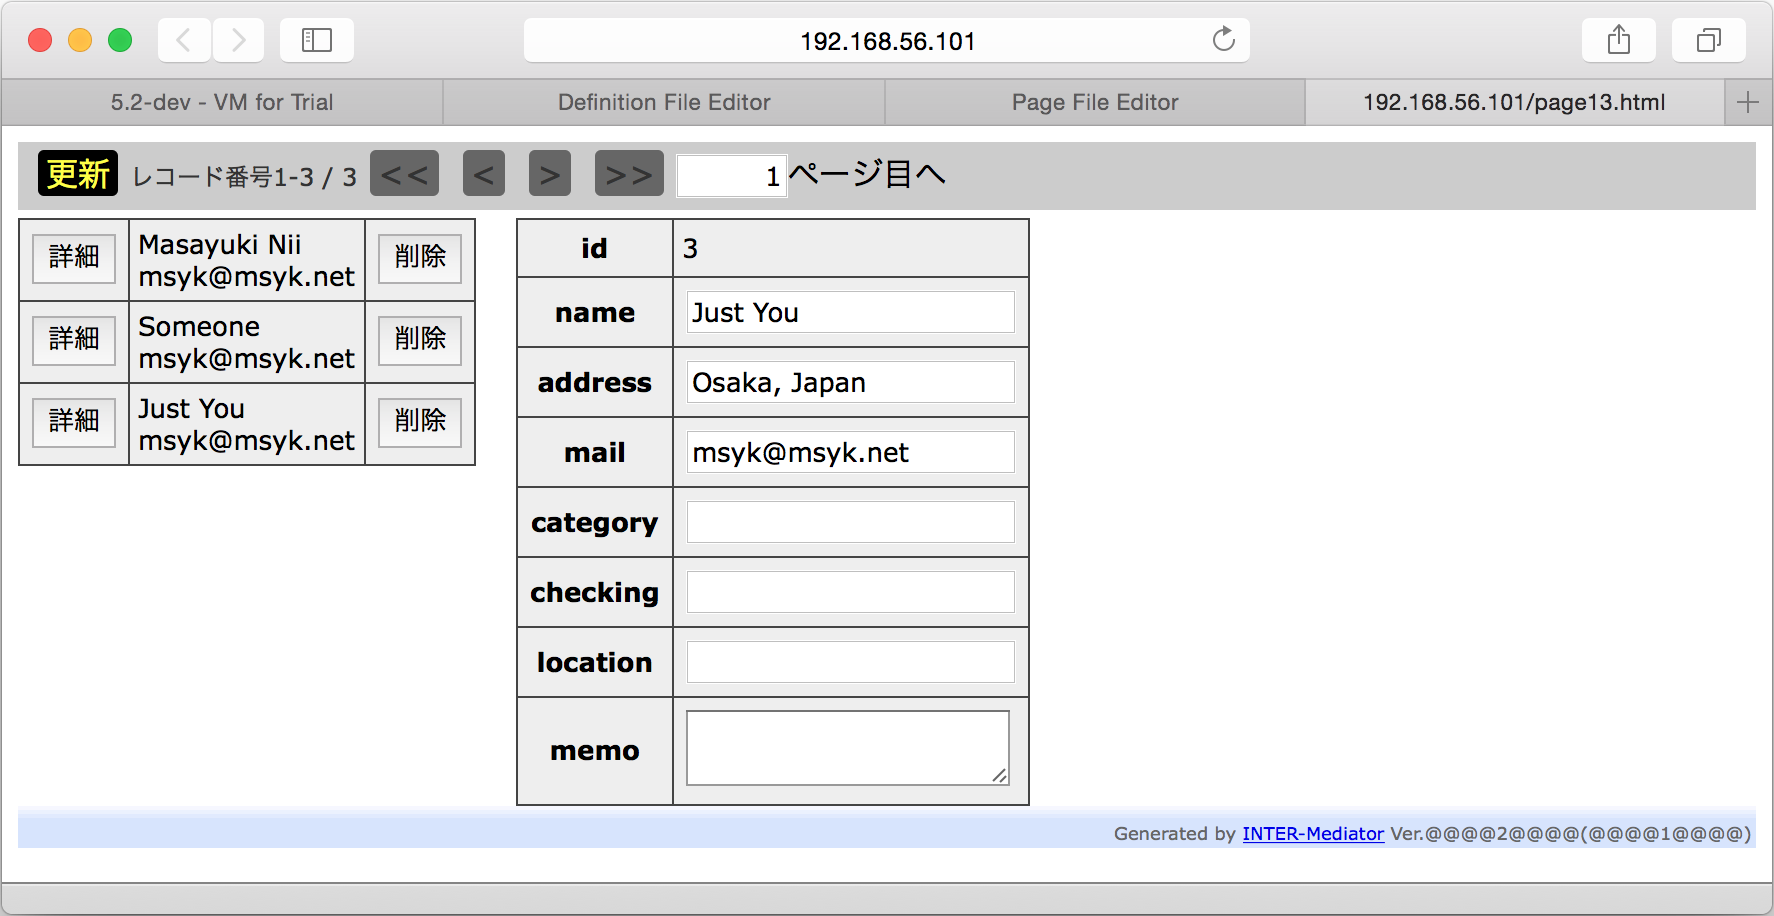 192.168.56.101
5.2-dev - VM for Trial
Definition File Editor
Page File Editor
192.168.56.101/page13.html
更新 レコード番号1-3 / 3 << < > >> 1ページ目へ
詳細
Masayuki Nii
msyk@msyk.net
削除
詳細
Someone
msyk@msyk.net
削除
詳細
Just You
msyk@msyk.net
削除
id 3
name Just You
address Osaka, Japan
mail msyk@msyk.net
category
checking
location
memo
Generated by INTER-Mediator Ver.@@@@2@@@@(@@@@1@@@@)